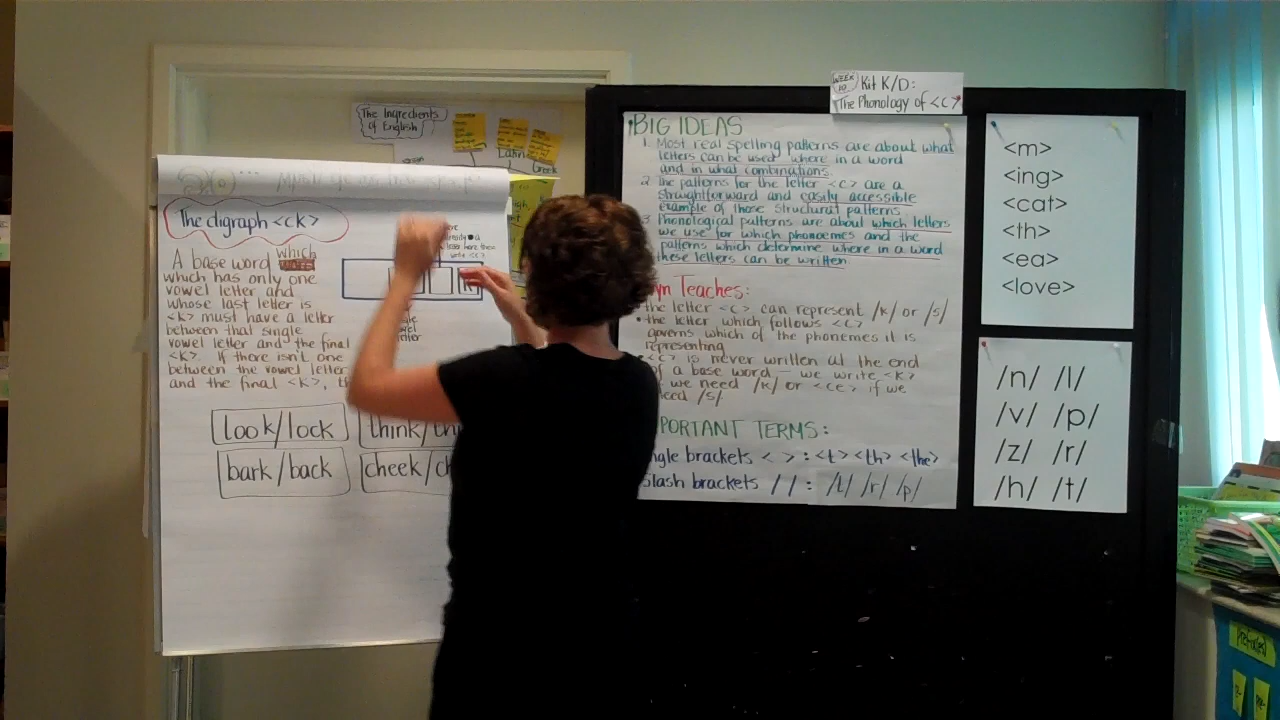 The Ingredients
of English
Latin
Greek
The digraph <ck>
A base word which
which has only one
vowel letter and
whose last letter is
<k> must have a letter
between that single
vowel letter and the final
<k>. If there isn't one
between the vowel letter
and the final <k>,
look/lock
think/
bark/back
cheek/
letter here then
write <c>
k
WEEK
10
Kit K/D:
The Phonology of <c>
BIG IDEAS
1. Most real spelling patterns are about what
letters can be used where in a word
and in what combinations.
2. The patterns for the letter <c> are a
straightforward and easily accessible
example of those structural patterns.
3. Phonological patterns are about which letters
we use for which phonemes and the
patterns which determine where in a word
these letters can be written.
Teaches:
the letter <c> can represent /k/ or /s/
• the letter which follows <c>
governs which of the phonemes it is
representing
<c> is never written at the end
of a base word – we write <k>
we need /k/ or <ce> if we
need /s/
IMPORTANT TERMS:
angle brackets < > : <t> <th> <the>
slash brackets / / : /t/ /r/ /p/
<m>
<ing>
<cat>
<th>
<ea>
<love>
/n/ /l/
/v/ /p/
/z/ /r/
/h/ /t/
prefix(es)